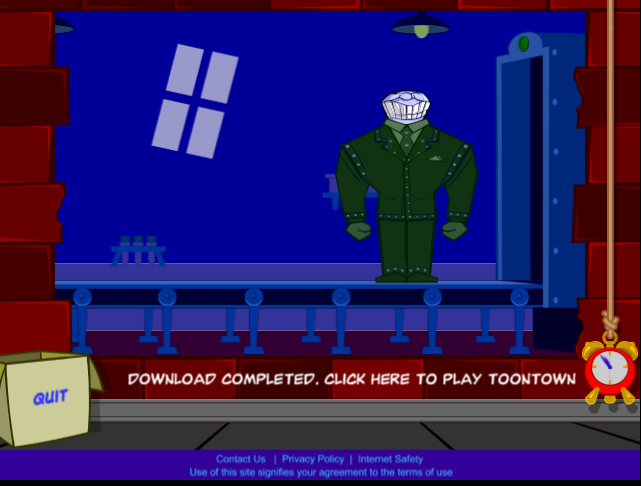 DOWNLOAD COMPLETED. CLICK HERE TO PLAY TOONTOWN
QUIT
Contact Us | Privacy Policy | Internet Safety
Use of this site signifies your agreement to the terms of use